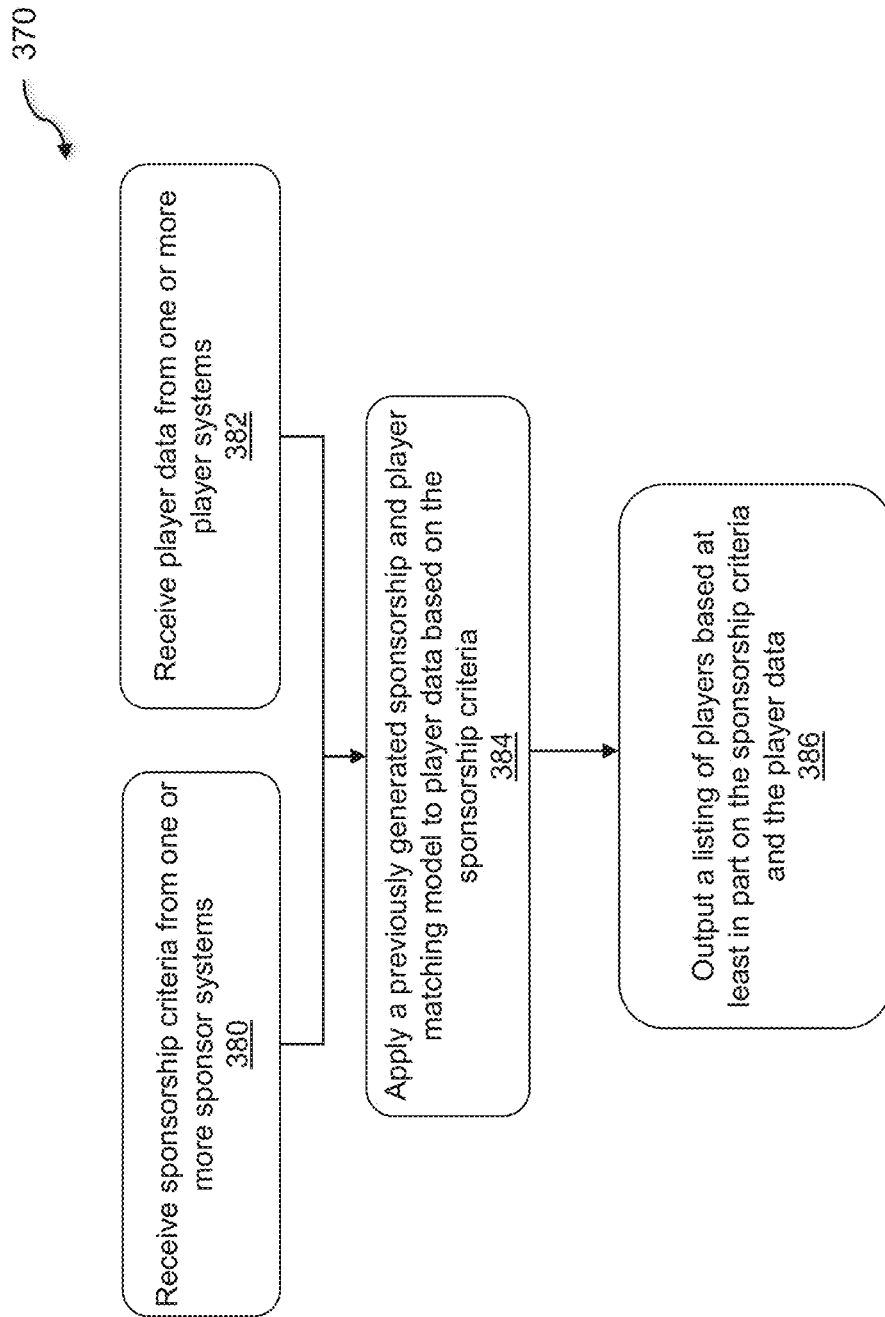 370
Receive sponsorship criteria from one or
more sponsor systems
380
Receive player data from one or more
player systems
382
Apply a previously generated sponsorship and player
matching model to player data based on the
sponsorship criteria
384
Output a listing of players based at
least in part on the sponsorship criteria
and the player data
386